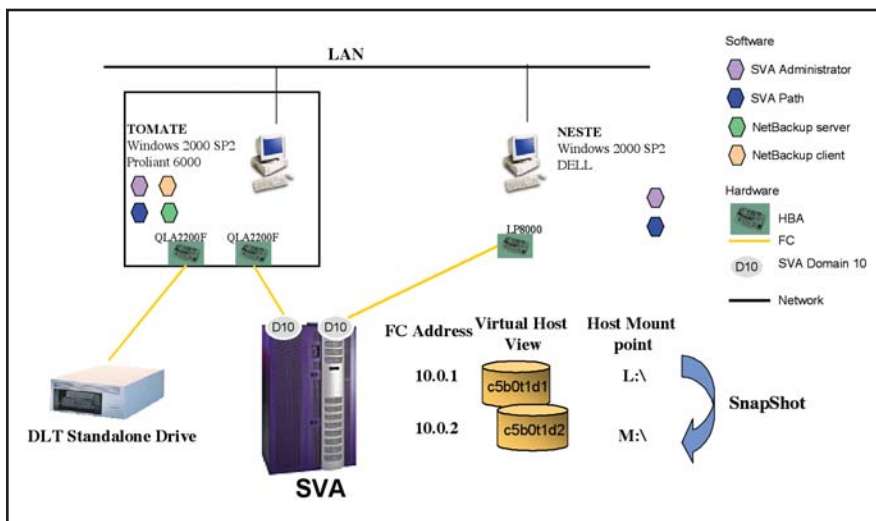 LAN
TOMATE
Windows 2000 SP2
Proliant 6000
QLA2200F
QLA2200F
NESTE
Windows 2000 SP2
DELL
LP8000
Software
SVA Administrator
SVA Path
NetBackup server
NetBackup client
Hardware
HBA
FC
D10
SVA Domain 10
Network
D10
D10
DLT Standalone Drive
SVA
FC Address
Virtual Host
View
Host Mount
point
10.0.1
c5b0t1d1
L:\
10.0.2
c5b0t1d2
M:\
SnapShot